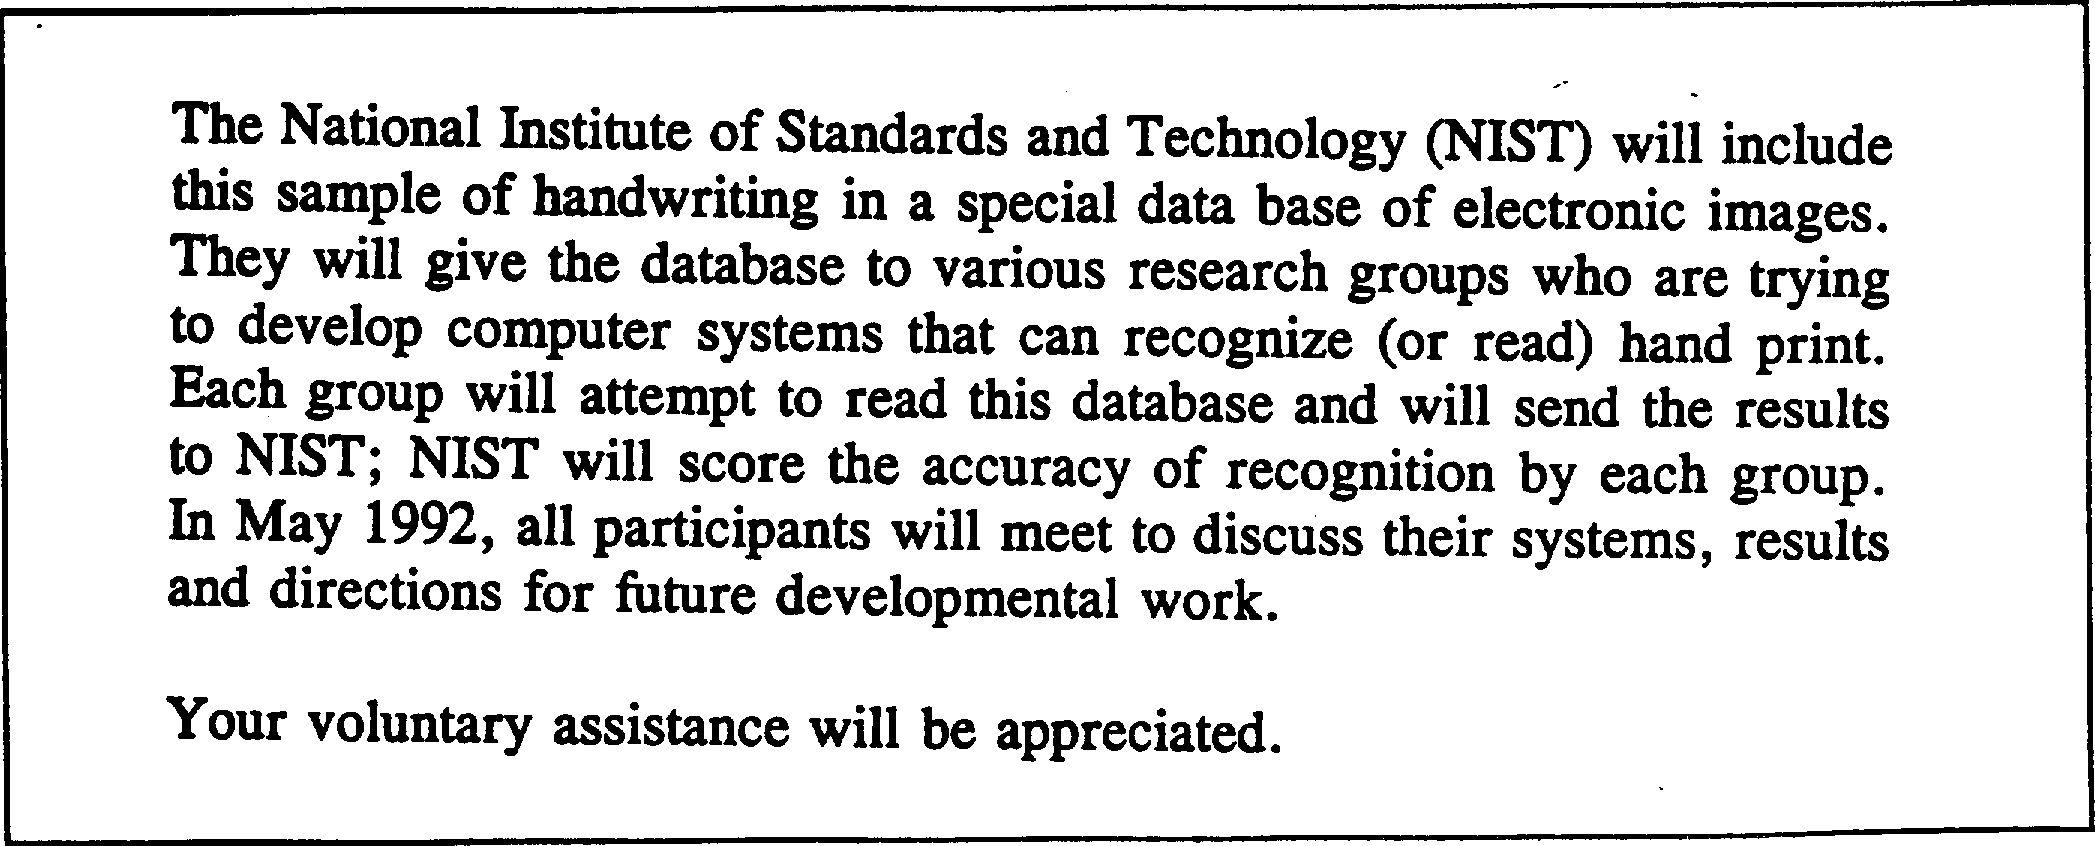 The National Institute of Standards and Technology (NIST) will include
this sample of handwriting in a special data base of electronic images.
They will give the database to various research groups who are trying
to develop computer systems that can recognize (or read) hand print.
Each group will attempt to read this database and will send the results
to NIST; NIST will score the accuracy of recognition by each group.
In May 1992, all participants will meet to discuss their systems, results
and directions for future developmental work.
Your voluntary assistance will be appreciated.